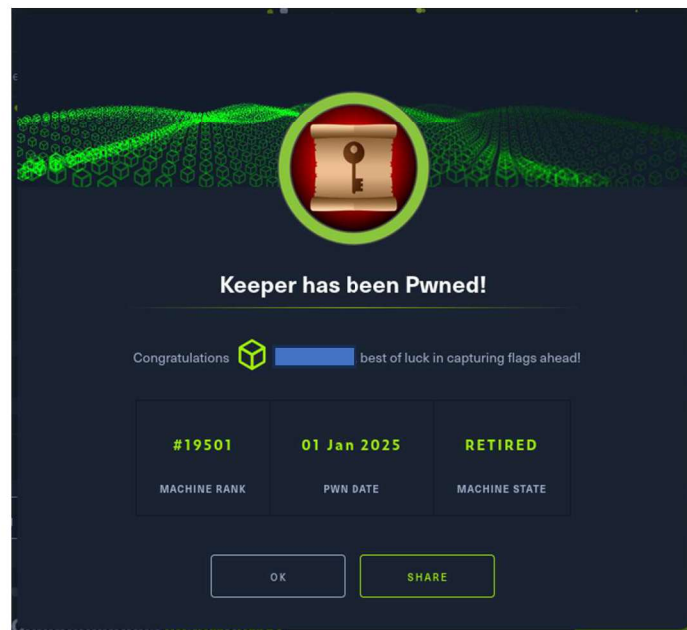 Keeper has been Pwned!
Congratulations best of luck in capturing flags ahead!
#19501 01 Jan 2025 RETIRED
MACHINE RANK PWN DATE MACHINE STATE
OK SHARE